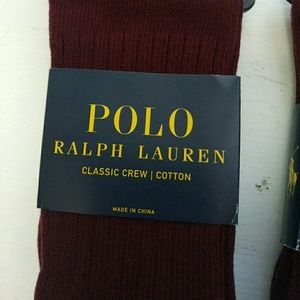 POLO
RALPH LAUREN
CLASSIC CREW | COTTON
MADE IN CHINA